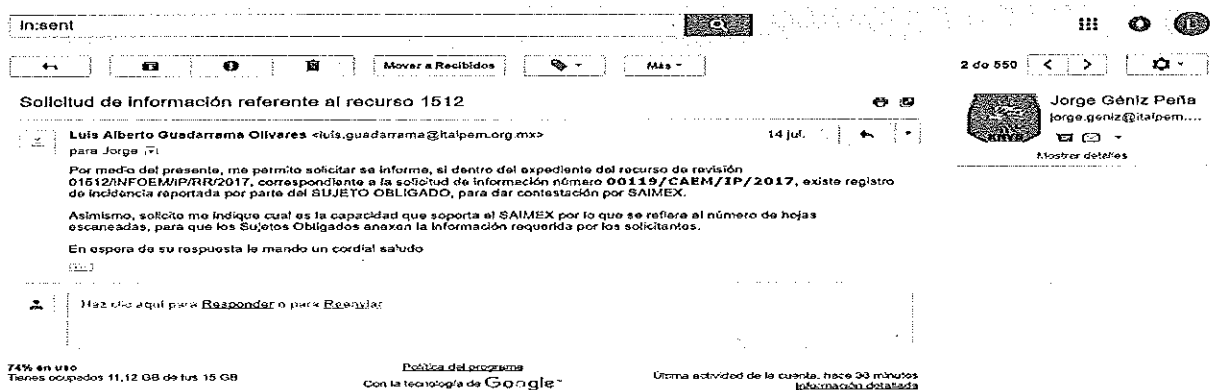 in:sent
Mover a Recibidos
Más
2 de 550
Solicitud de información referente al recurso 1512
Jorge Géniz Peña
jorge.geniz@itaipem....
Mostrar detalles
Luis Alberto Guadarrama Olivares <luis.guadarrama@itaipem.org.mx>
14 jul.
para Jorge
Por medio del presente, me permito solicitar se informe, si dentro del expediente del recurso de revisión
01512/INFOEM/IP/RR/2017, correspondiente a la solicitud de información número 00119/CAEM/IP/2017, existe registro
de incidencia reportada por parte del SUJETO OBLIGADO, para dar contestación por SAIMEX.
Asimismo, solicito me indique cual es la capacidad que soporta el SAIMEX por lo que se refiere al número de hojas
escaneadas, para que los Sujetos Obligados anexen la información requerida por los solicitantes.
En espera de su respuesta le mando un cordial saludo
Haz clic aquí para Responder o para Reenviar
74% en uso
Tienes ocupados 11,12 GB de tus 15 GB
Política del programa
Con la tecnología de Google™
Última actividad de la cuenta: hace 33 minutos
Información detallada